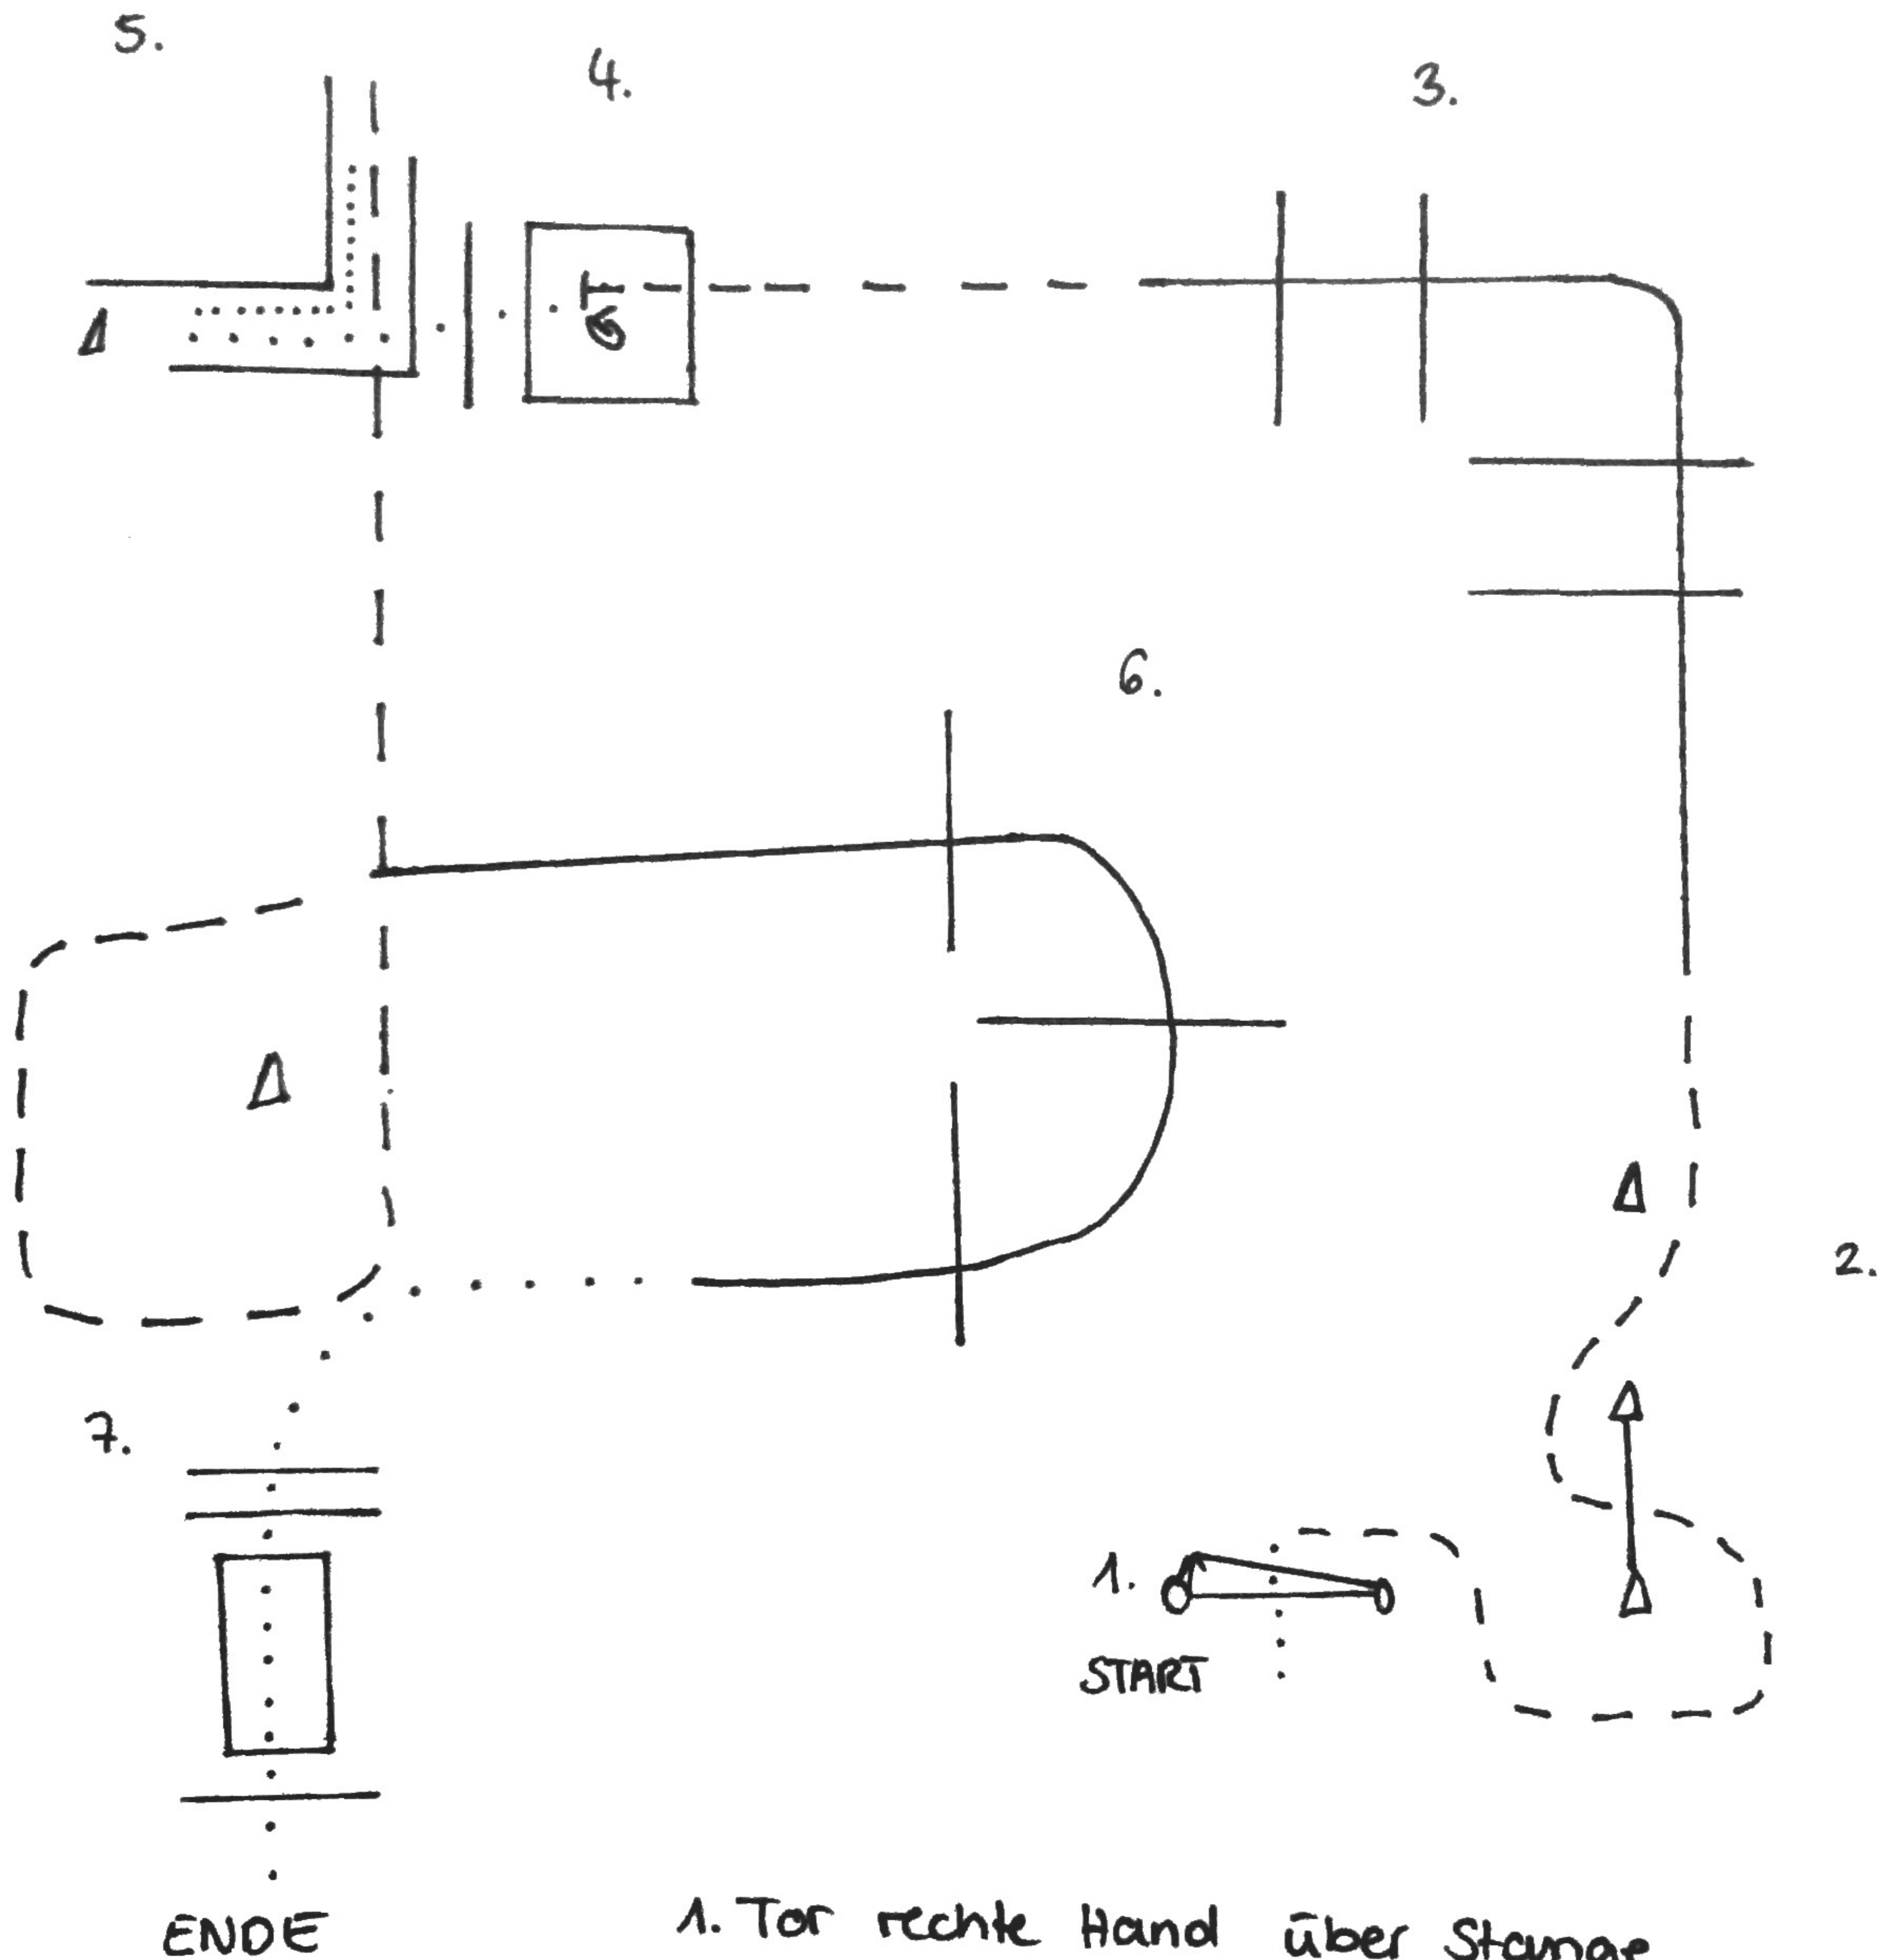 5.
4.
3.
6.
2.
7.
1.
START
ENDE
1. Tor rechte Hand über Stange